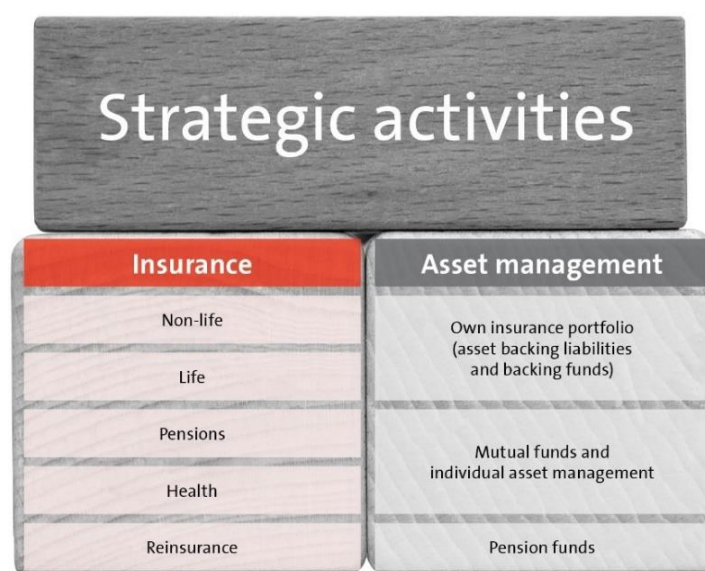 Strategic activities
Insurance
Non-life
Life
Pensions
Health
Reinsurance
Asset management
Own insurance portfolio
(asset backing liabilities
and backing funds)
Mutual funds and
individual asset management
Pension funds